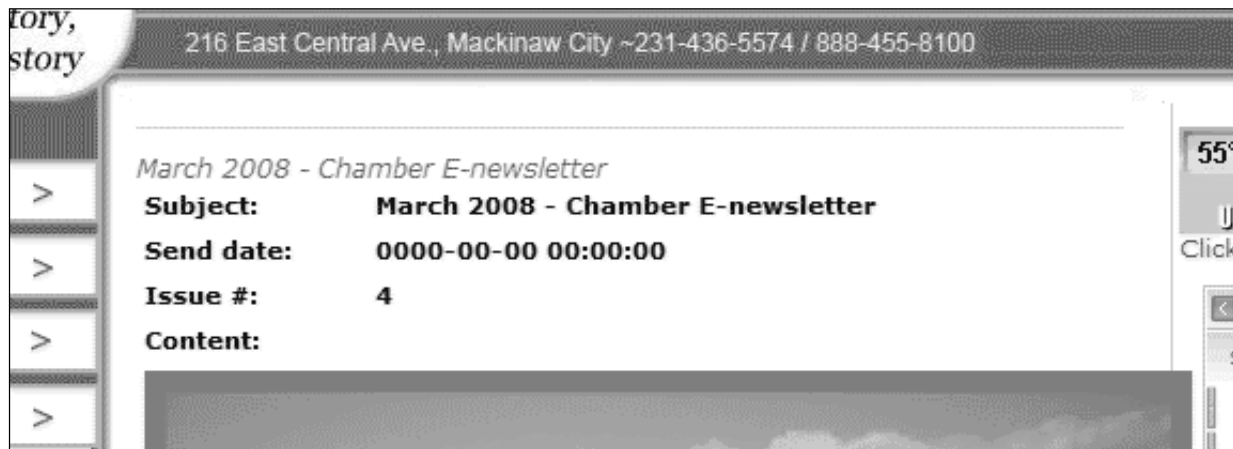 tory,
story
216 East Central Ave., Mackinaw City ~231-436-5574 / 888-455-8100
March 2008 - Chamber E-newsletter
Subject: March 2008 - Chamber E-newsletter
Send date: 0000-00-00 00:00:00
Issue #: 4
Content:
>
>
>
>
55°
U
Click
<